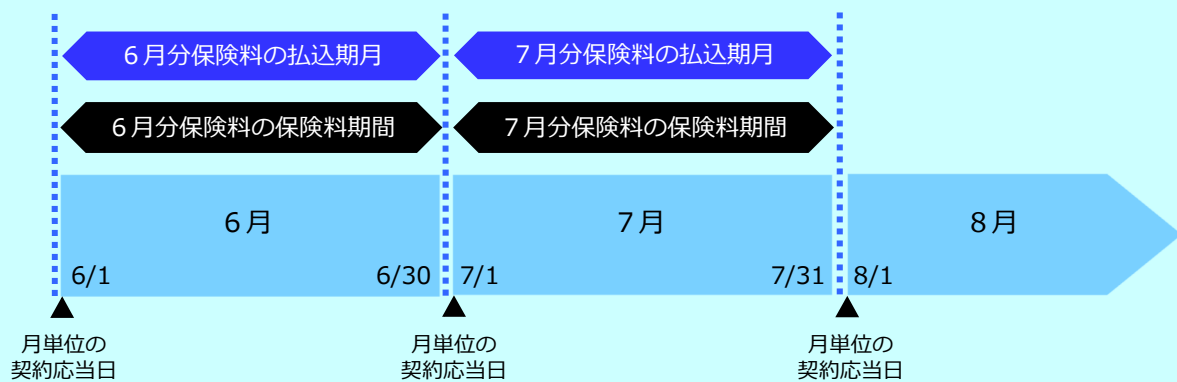 ６月分保険料の払込期月
７月分保険料の払込期月
６月分保険料の保険料期間
７月分保険料の保険料期間
６月
７月
８月
6/1
6/30
7/1
7/31
8/1
月単位の
契約応当日
月単位の
契約応当日
月単位の
契約応当日